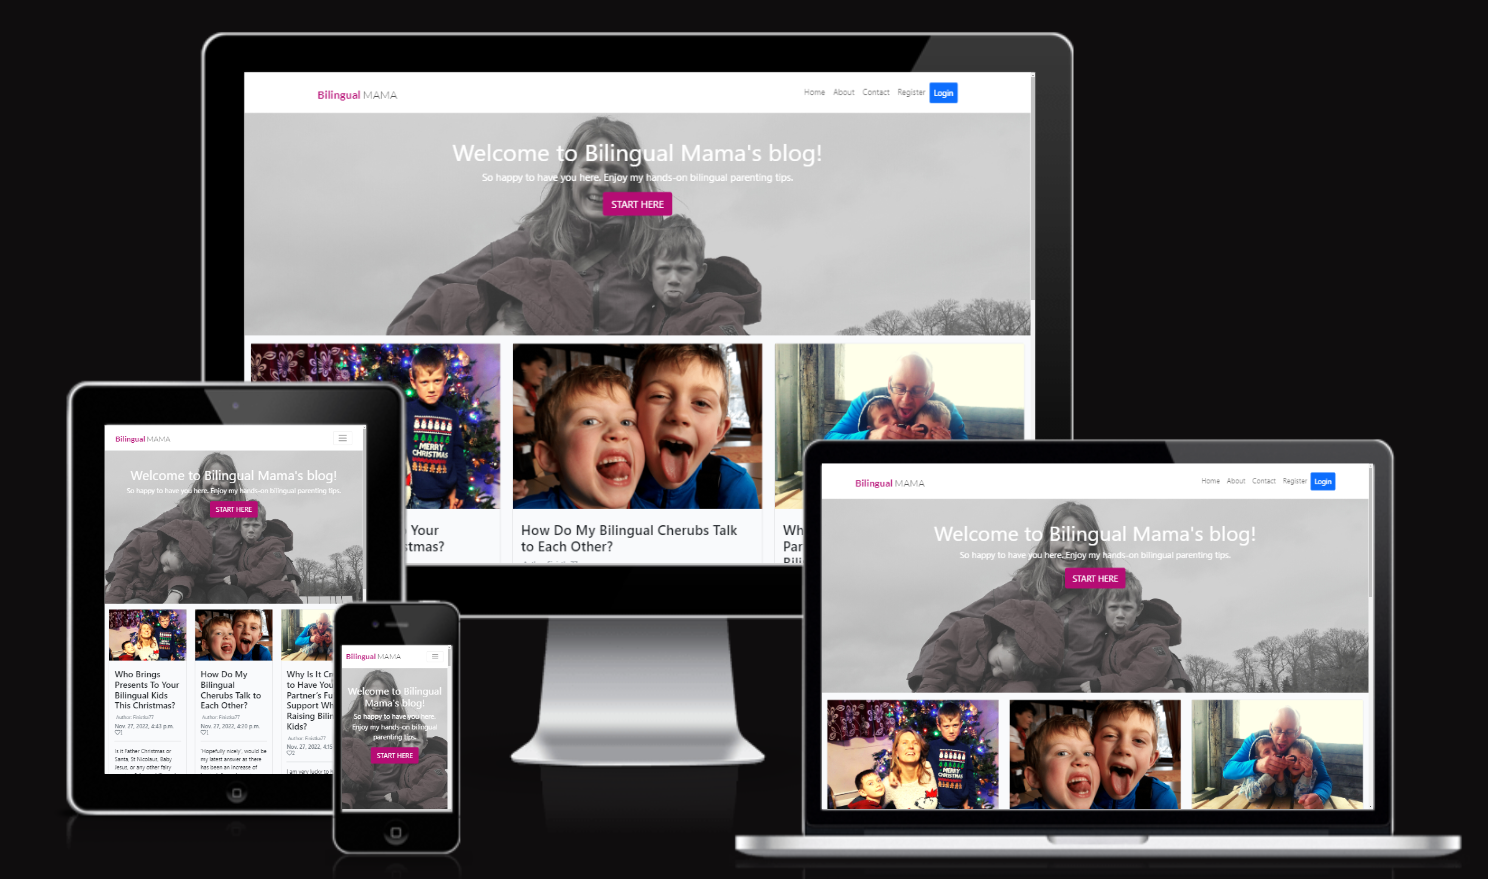 Bilingual MAMA
Home About Contact Register Login
Welcome to Bilingual Mama's blog!
So happy to have you here. Enjoy my hands-on bilingual parenting tips.
START HERE
MERRY
CHRISTMAS
Your
stmas?
How Do My Bilingual Cherubs Talk
to Each Other?
Wh
Par
Bilin
Bilingual MAMA
Welcome to Bilingual Mama's blog!
So happy to have you here. Enjoy my hands-on bilingual parenting tips.
START HERE
Who Brings
Presents To Your
Bilingual Kids
This Christmas?
Nov. 27, 2022, 4:43 p.m.
Is it Father Christmas or
Santa, St Nicolaus, Baby
Jesus, or any other fairy
How Do My
Bilingual
Cherubs Talk to
Each Other?
Nov. 27, 2022, 4:20 p.m.
'Hopefully nicely', would be
my latest answer as there
has been an increase of
Why Is It Cr
to Have You
Partner's Fu
Support Wh
Raising Bilin
Kids?
Nov. 27, 2022, 4:15
I am very lucky to h
Bilingual MAMA
Welcome to Bilingual
Mama's blog!
So happy to have you here.
Enjoy my hands-on bilingual
parenting tips.
START HERE
Bilingual MAMA
Home About Contact Register Login
Welcome to Bilingual Mama's blog!
So happy to have you here. Enjoy my hands-on bilingual parenting tips.
START HERE
MERRY
CHRISTMAS